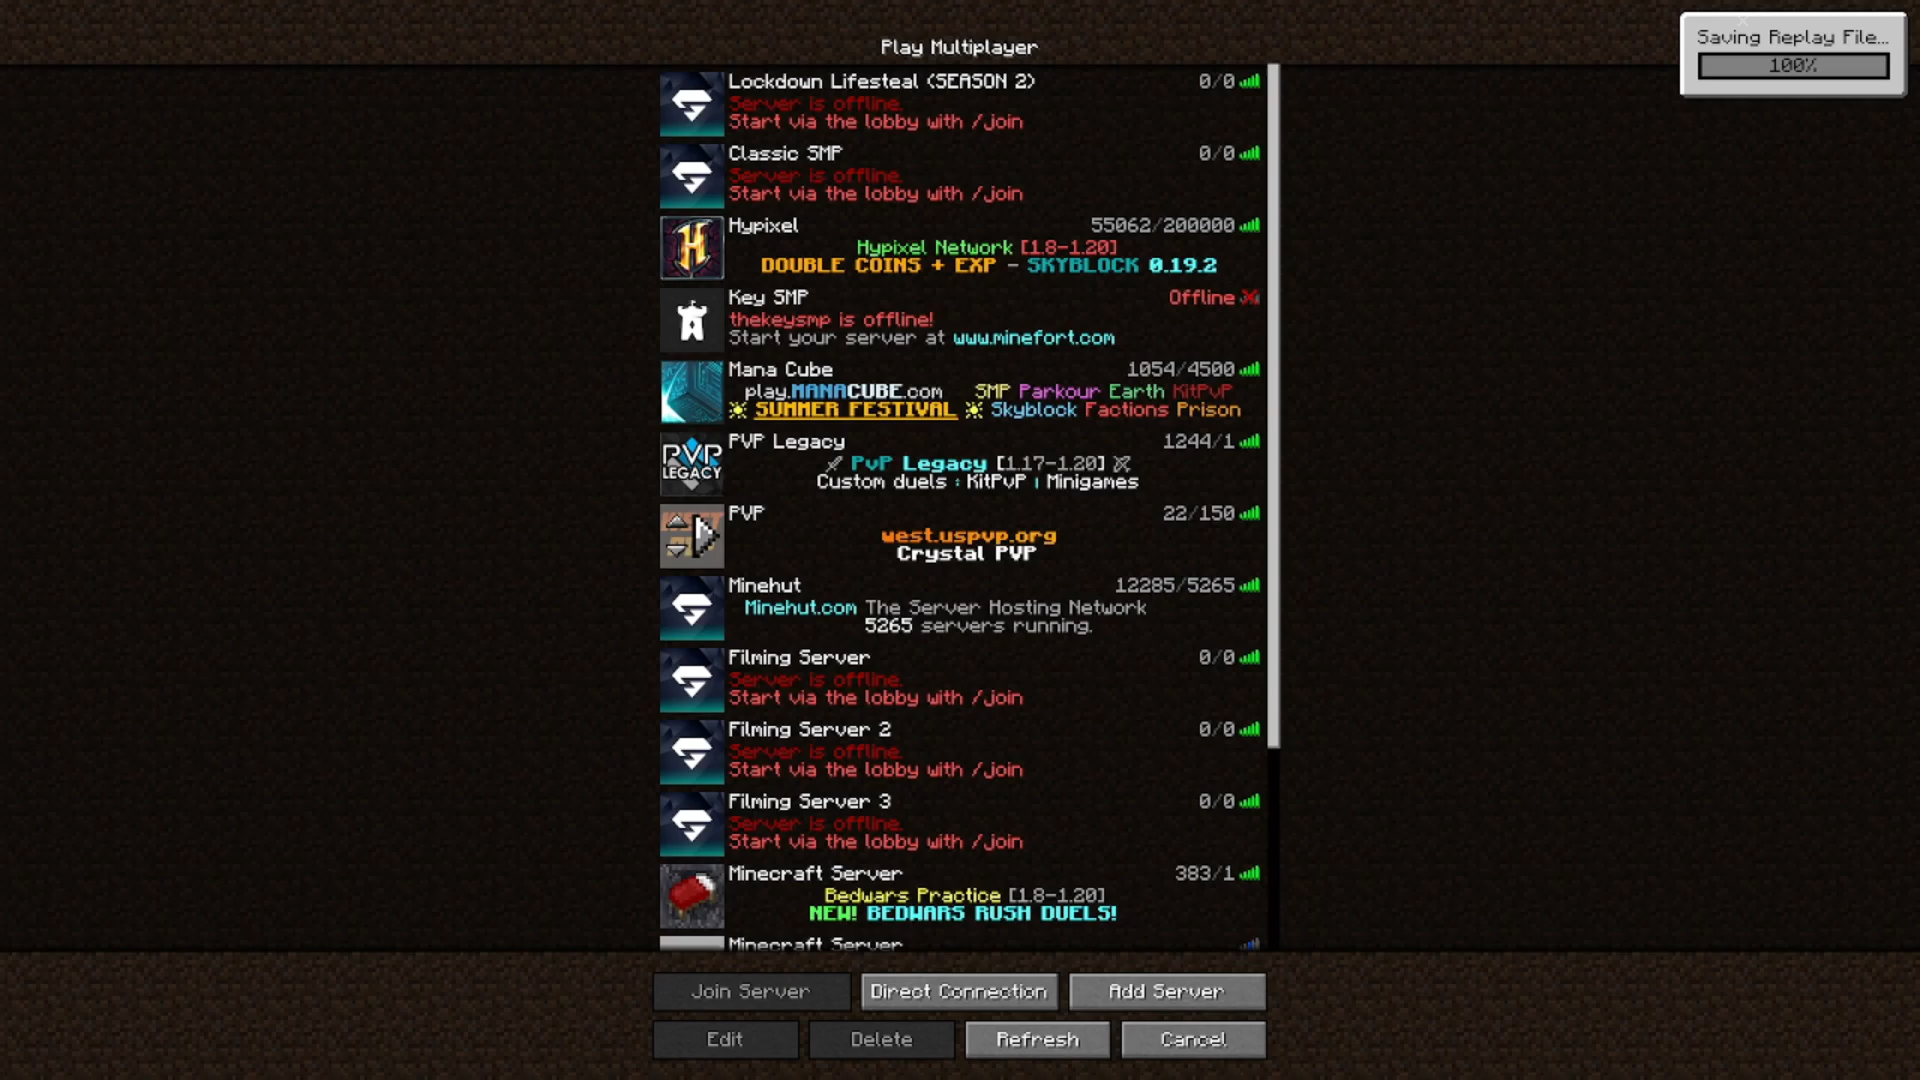 Play Multiplayer
Saving Replay File...
100%
Lockdown Lifesteal (SEASON 2) 0/0
Server is offline.
Start via the lobby with /join
Classic SMP 0/0
Server is offline.
Start via the lobby with /join
Hypixel 55062/200000
Hypixel Network [1.8-1.20]
DOUBLE COINS + EXP - SKYBLOCK 0.19.2
Key SMP Offline
thekeysmp is offline!
Start your server at www.minefort.com
Mana Cube 1054/4500
play.MANACUBE.com SMP Parkour Earth KitPvP
☀ SUMMER FESTIVAL ☀ Skyblock Factions Prison
PVP LEGACY
PVP Legacy 1244/1
PvP Legacy [1.17-1.20]
Custom duels : KitPvP | Minigames
PVP 22/150
west.uspvp.org
Crystal PVP
Minehut 12285/5265
Minehut.com The Server Hosting Network
5265 servers running.
Filming Server 0/0
Server is offline.
Start via the lobby with /join
Filming Server 2 0/0
Server is offline.
Start via the lobby with /join
Filming Server 3 0/0
Server is offline.
Start via the lobby with /join
Minecraft Server 383/1
Bedwars Practice [1.8-1.20]
NEW! BEDWARS RUSH DUELS!
Minecraft Server
Join Server Direct Connection Add Server
Edit Delete Refresh Cancel